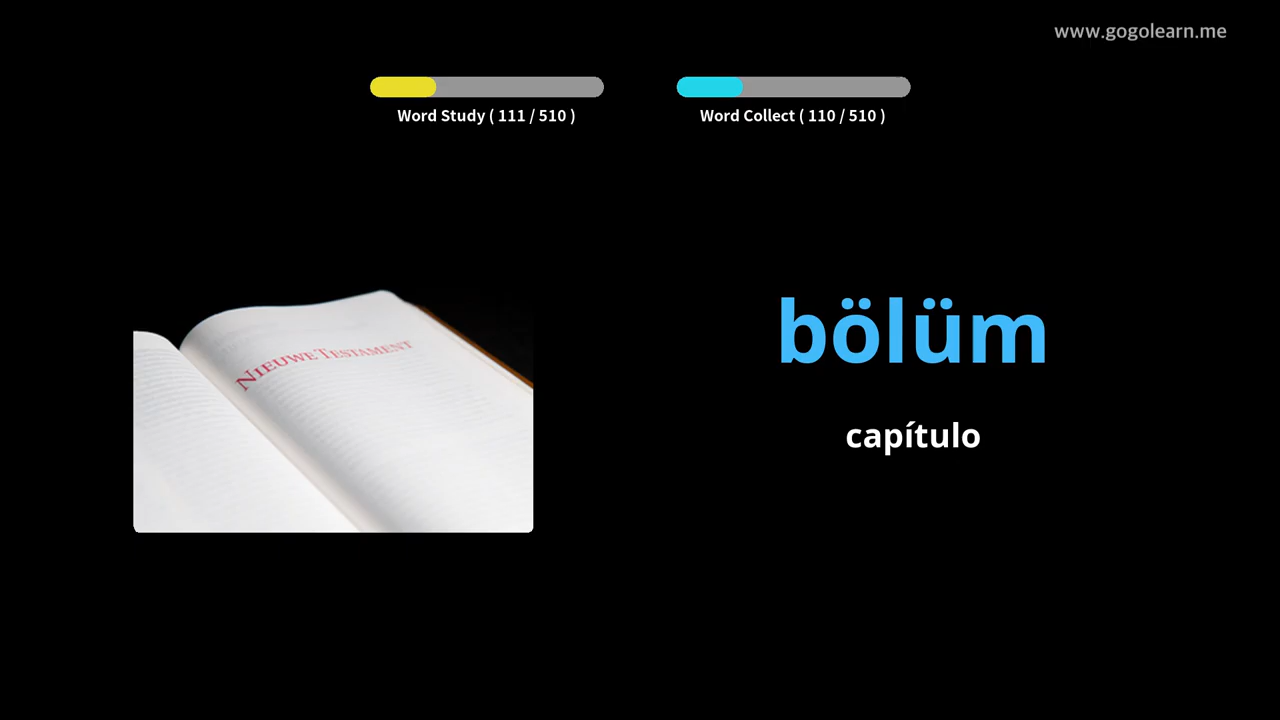 www.gogolearn.me
Word Study ( 111 / 510 )
Word Collect ( 110 / 510 )
NIEUWE TESTAMENT
bölüm
capítulo